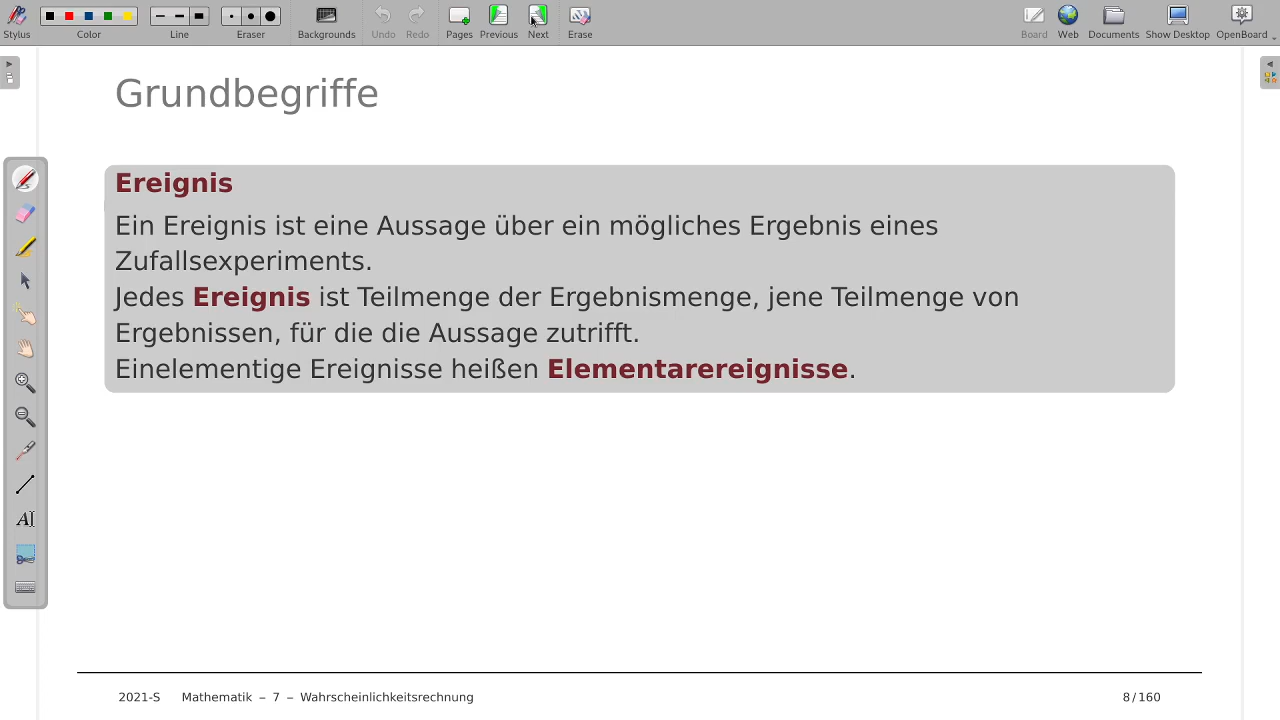 Stylus Color Line Eraser Backgrounds Undo Redo Pages Previous Next Erase Board Web Documents Show Desktop OpenBoard
Grundbegriffe
Ereignis
Ein Ereignis ist eine Aussage über ein mögliches Ergebnis eines
Zufallsexperiments.
Jedes Ereignis ist Teilmenge der Ergebnismenge, jene Teilmenge von
Ergebnissen, für die die Aussage zutrifft.
Einelementige Ereignisse heißen Elementarereignisse.
2021-S Mathematik – 7 – Wahrscheinlichkeitsrechnung 8/160